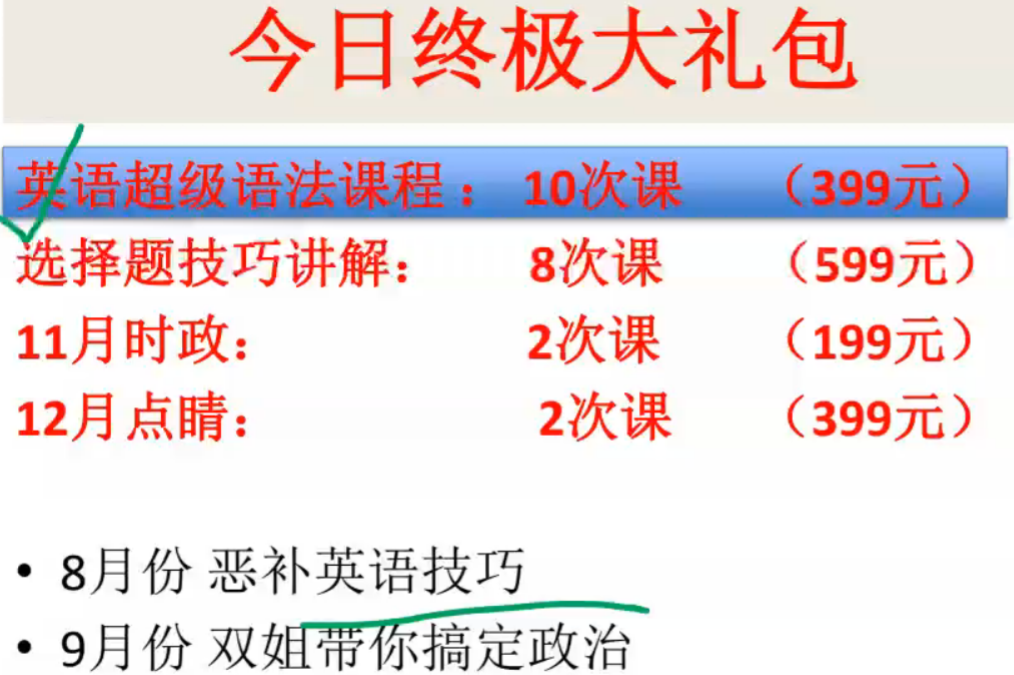 今日终极大礼包
英语超级语法课程： 10次课 （399元）
选择题技巧讲解： 8次课 （599元）
11月时政： 2次课 （199元）
12月点睛： 2次课 （399元）
• 8月份 恶补英语技巧
• 9月份 双姐带你搞定政治